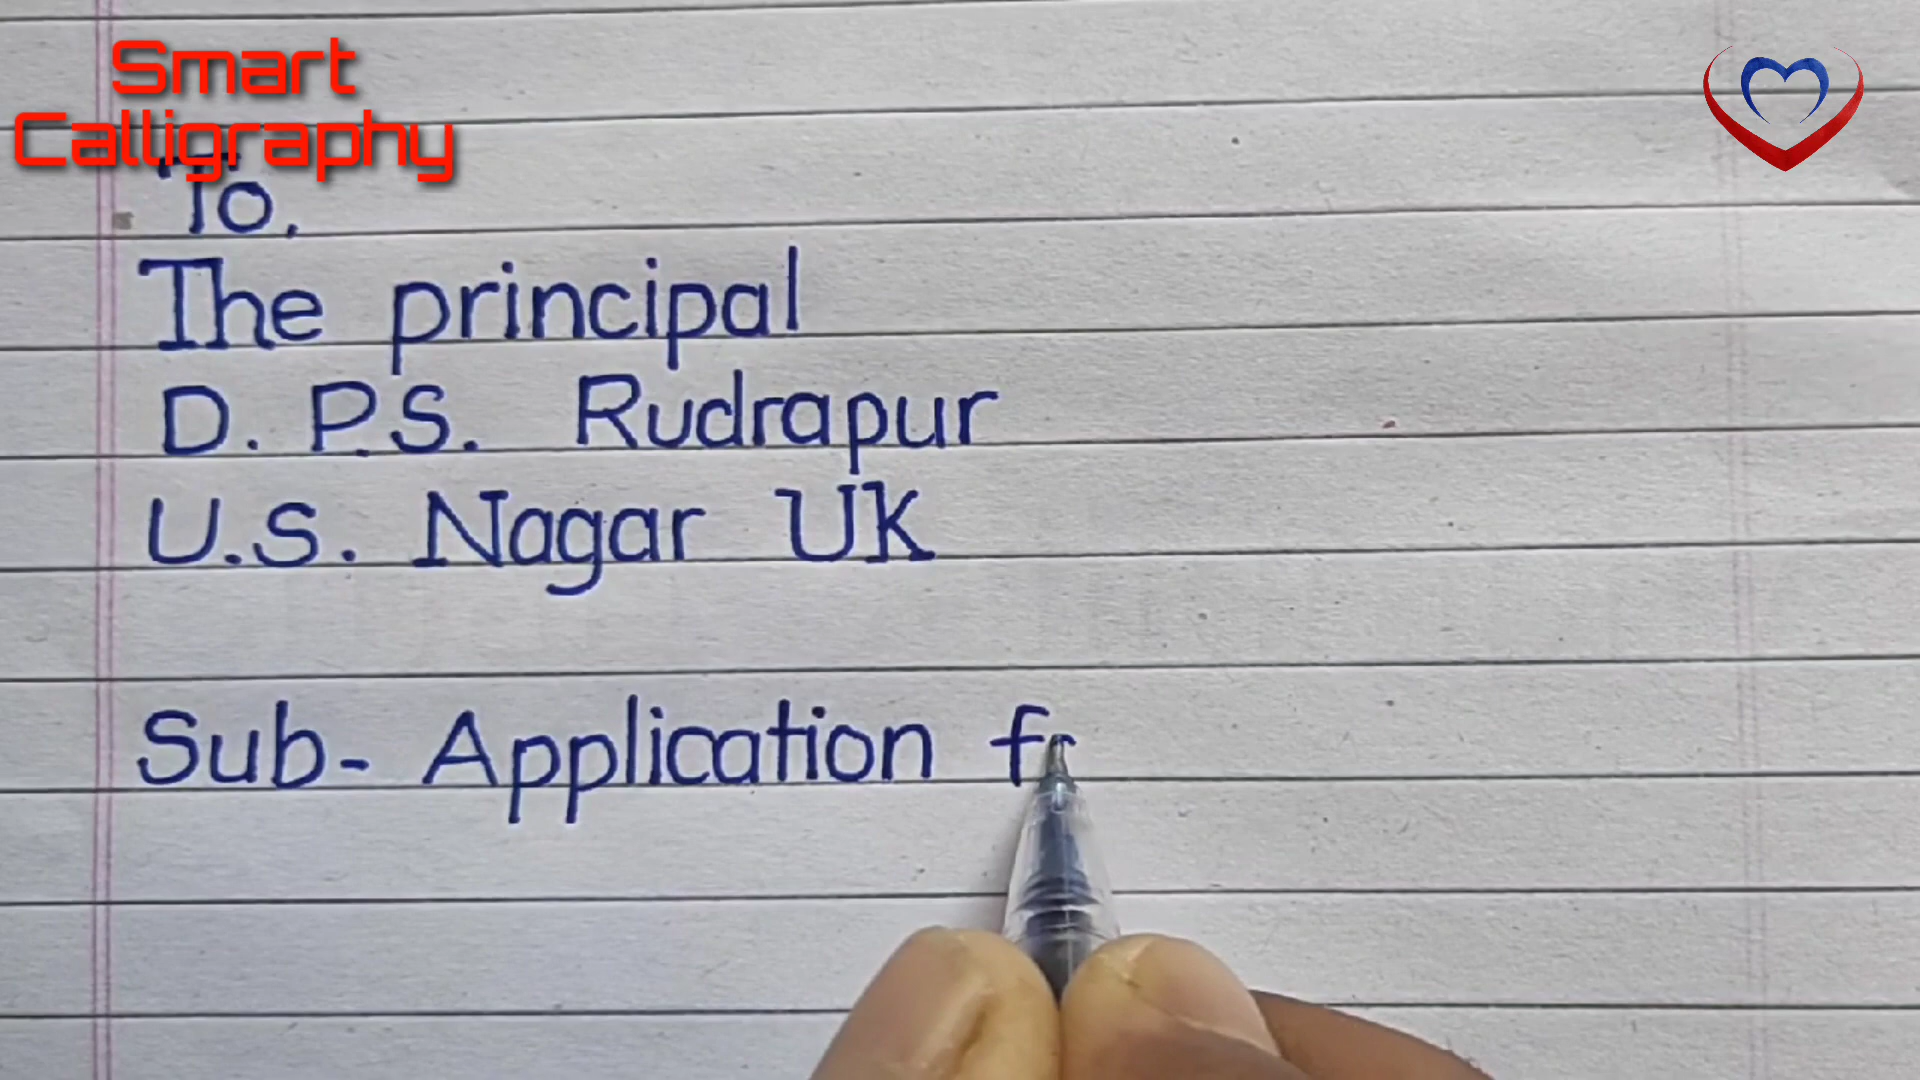 Smart
Calligraphy
To,
The principal
D. P.S. Rudrapur
U.S. Nagar UK
Sub- Application